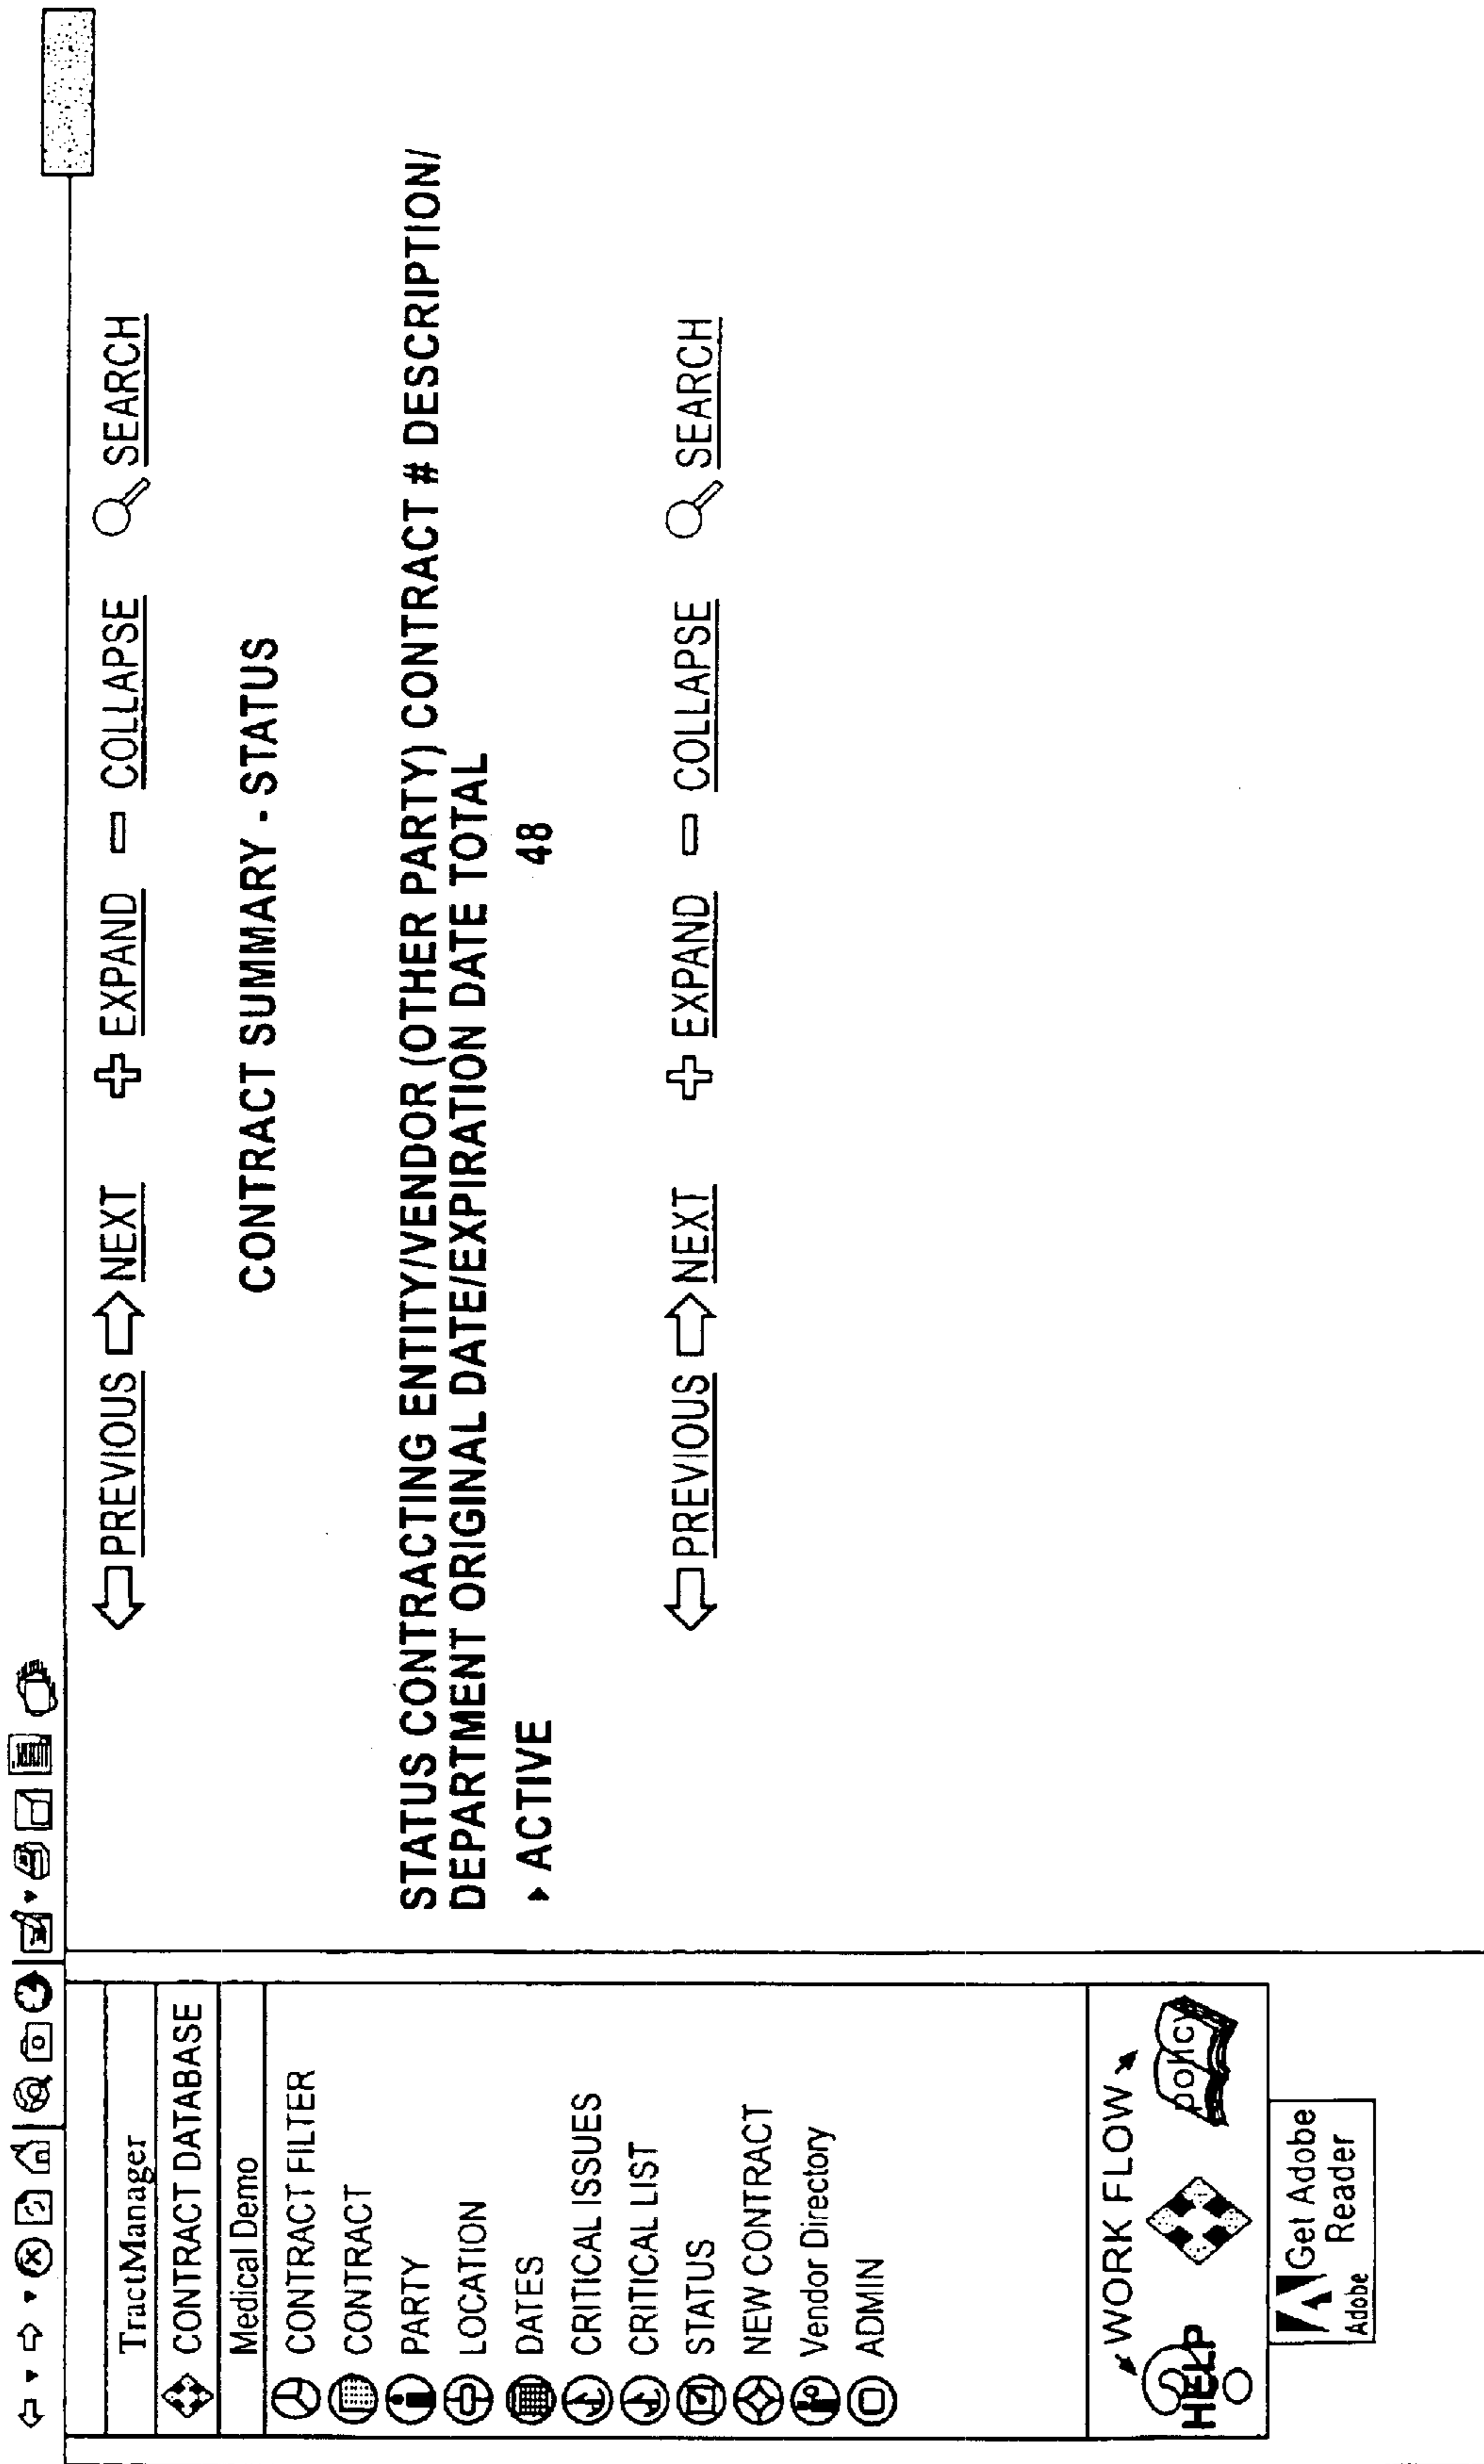 TractManager
CONTRACT DATABASE
Medical Demo
CONTRACT FILTER
CONTRACT
PARTY
LOCATION
DATES
CRITICAL ISSUES
CRITICAL LIST
STATUS
NEW CONTRACT
Vendor Directory
ADMIN
WORK FLOW
HELP
policy
Get Adobe
Reader
Adobe
PREVIOUS NEXT EXPAND COLLAPSE SEARCH
CONTRACT SUMMARY - STATUS
STATUS CONTRACTING ENTITY/VENDOR (OTHER PARTY) CONTRACT # DESCRIPTION/
DEPARTMENT ORIGINAL DATE/EXPIRATION DATE TOTAL
ACTIVE 48
PREVIOUS NEXT EXPAND COLLAPSE SEARCH